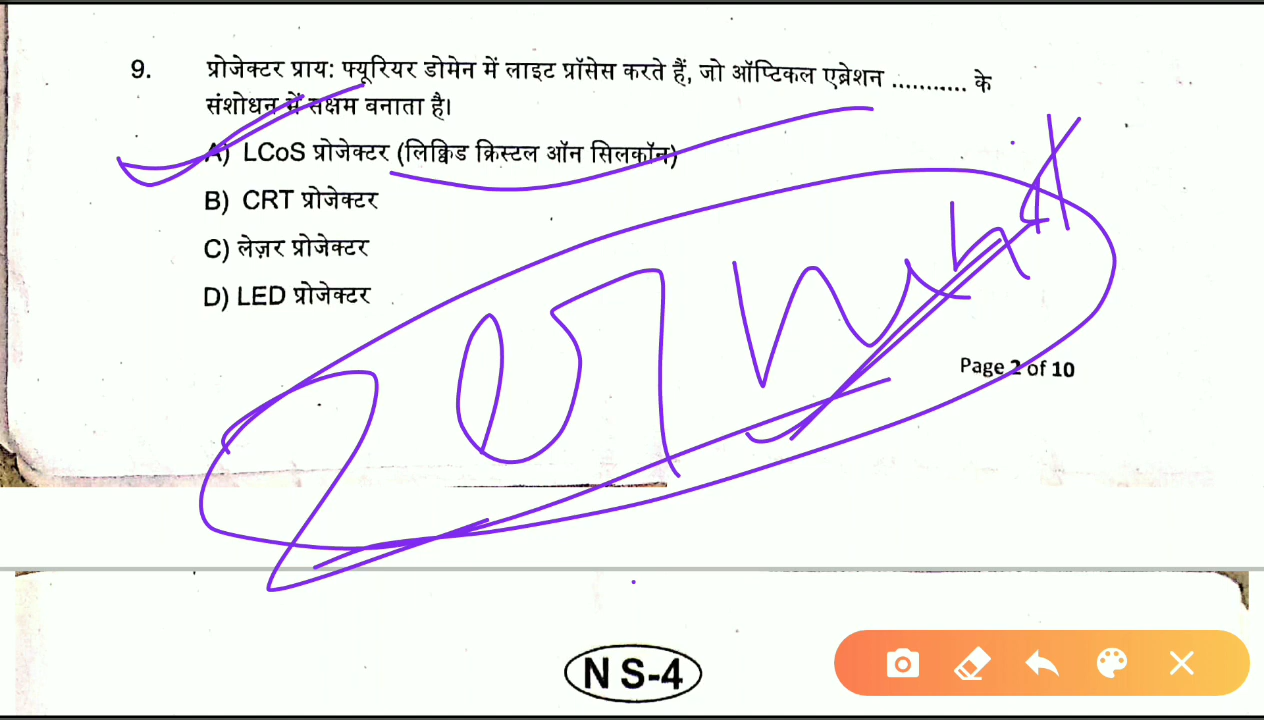 9. प्रोजेक्टर प्राय: फ्यूरियर डोमेन में लाइट प्रॉसेस करते हैं, जो ऑप्टिकल एब्रेशन ........... के
संशोधन में सक्षम बनाता है।
A) LCoS प्रोजेक्टर (लिक्विड क्रिस्टल ऑन सिलकॉन)
B) CRT प्रोजेक्टर
C) लेज़र प्रोजेक्टर
D) LED प्रोजेक्टर
Page 2 of 10
N S-4